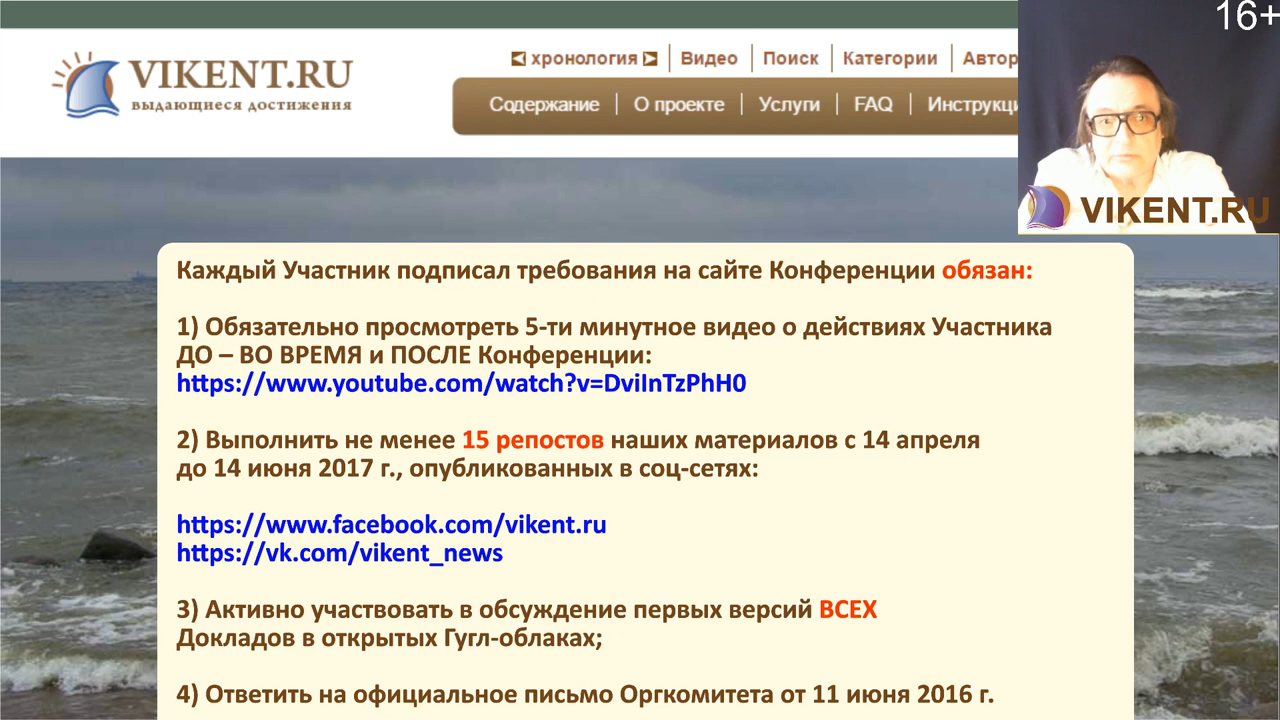 16+
VIKENT.RU
выдающиеся достижения
хронология
Видео
Поиск
Категории
Автор
Содержание
О проекте
Услуги
FAQ
Инструкци
VIKENT.RU
Каждый Участник подписал требования на сайте Конференции обязан:
1) Обязательно просмотреть 5-ти минутное видео о действиях Участника
ДО – ВО ВРЕМЯ и ПОСЛЕ Конференции:
https://www.youtube.com/watch?v=DviInTzPhH0
2) Выполнить не менее 15 репостов наших материалов с 14 апреля
до 14 июня 2017 г., опубликованных в соц-сетях:
https://www.facebook.com/vikent.ru
https://vk.com/vikent_news
3) Активно участвовать в обсуждение первых версий ВСЕХ
Докладов в открытых Гугл-облаках;
4) Ответить на официальное письмо Оргкомитета от 11 июня 2016 г.